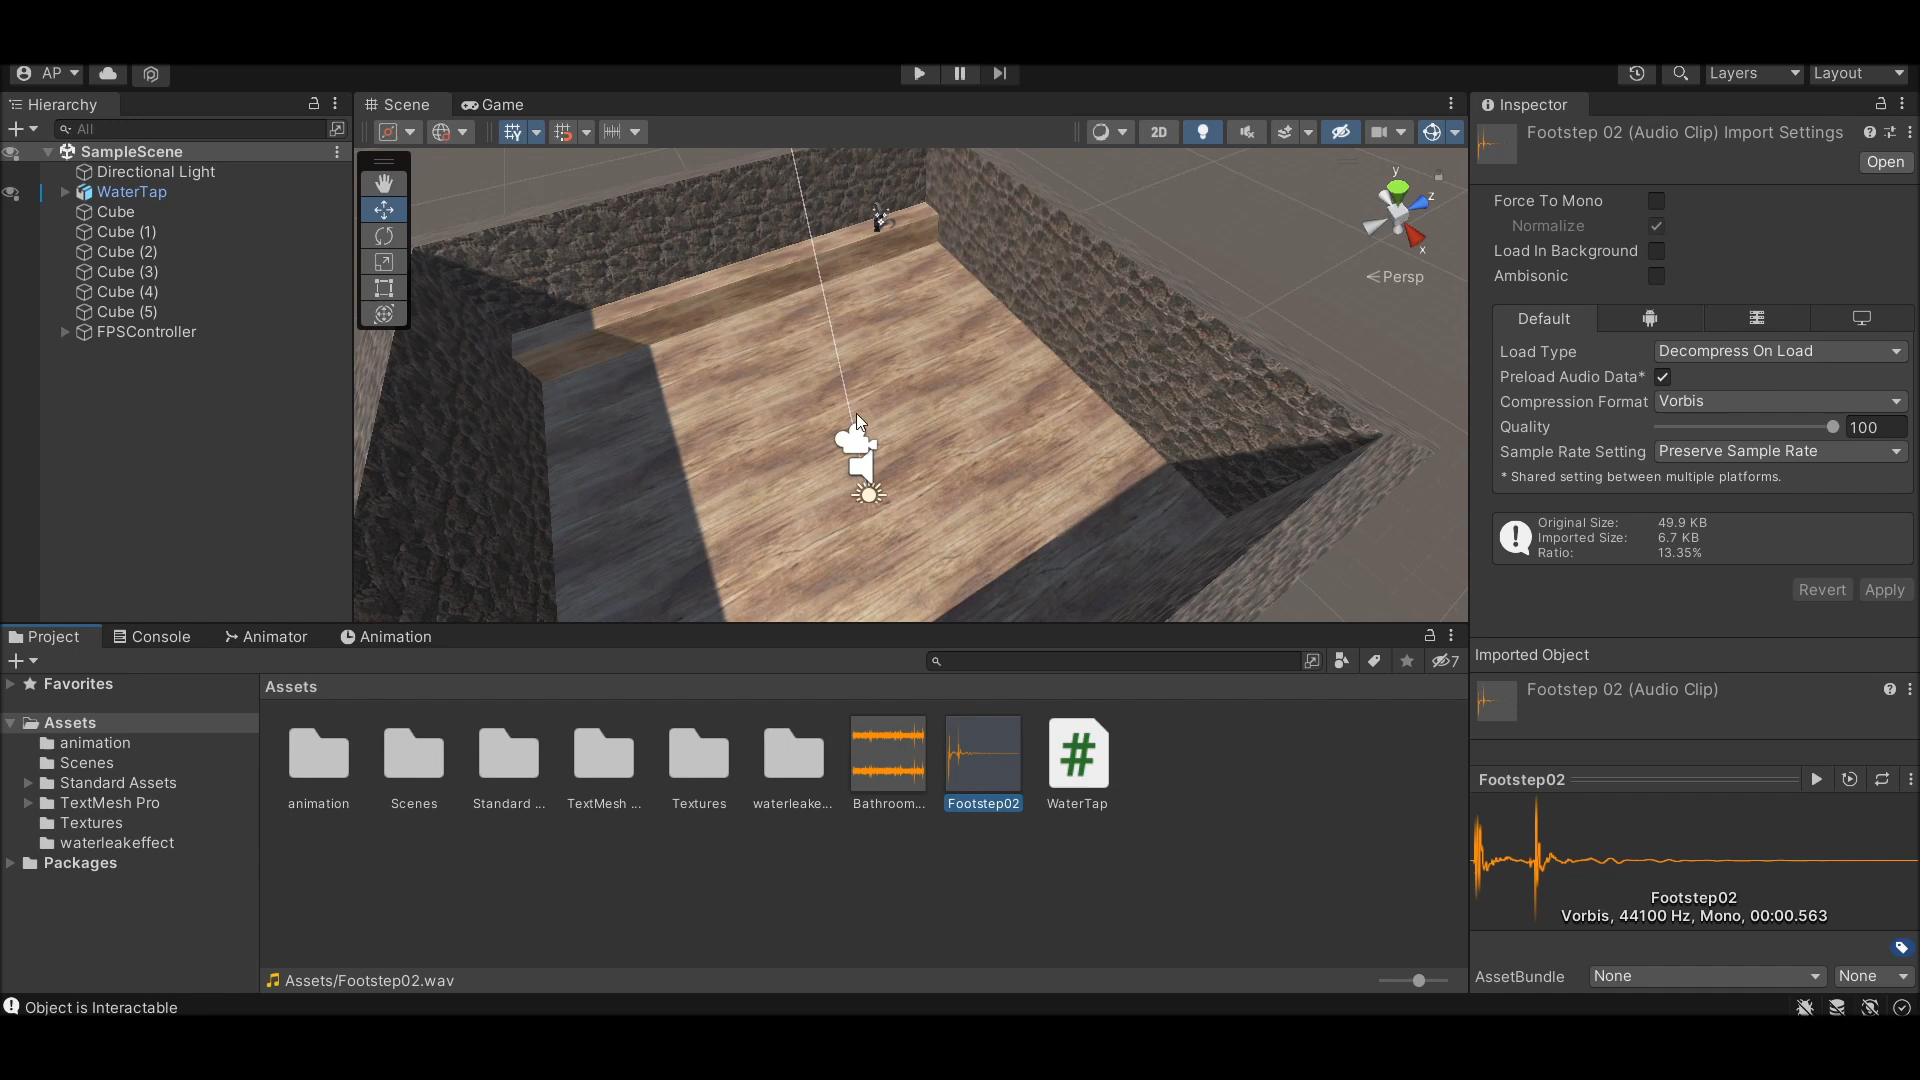 AP
Layers
Layout
Hierarchy
All
SampleScene
Directional Light
WaterTap
Cube
Cube (1)
Cube (2)
Cube (3)
Cube (4)
Cube (5)
FPSController
Scene
Game
2D
y
z
x
Persp
Inspector
Footstep 02 (Audio Clip) Import Settings
Open
Force To Mono
Normalize
Load In Background
Ambisonic
Default
Load Type
Decompress On Load
Preload Audio Data*
Compression Format
Vorbis
Quality
100
Sample Rate Setting
Preserve Sample Rate
* Shared setting between multiple platforms.
Original Size: 49.9 KB
Imported Size: 6.7 KB
Ratio: 13.35%
Revert
Apply
Imported Object
Footstep 02 (Audio Clip)
Footstep02
Footstep02
Vorbis, 44100 Hz, Mono, 00:00.563
AssetBundle
None
None
Project
Console
Animator
Animation
7
Favorites
Assets
animation
Scenes
Standard Assets
TextMesh Pro
Textures
waterleakeffect
Packages
Assets
animation
Scenes
Standard ...
TextMesh ...
Textures
waterleake...
Bathroom...
Footstep02
WaterTap
Assets/Footstep02.wav
Object is Interactable